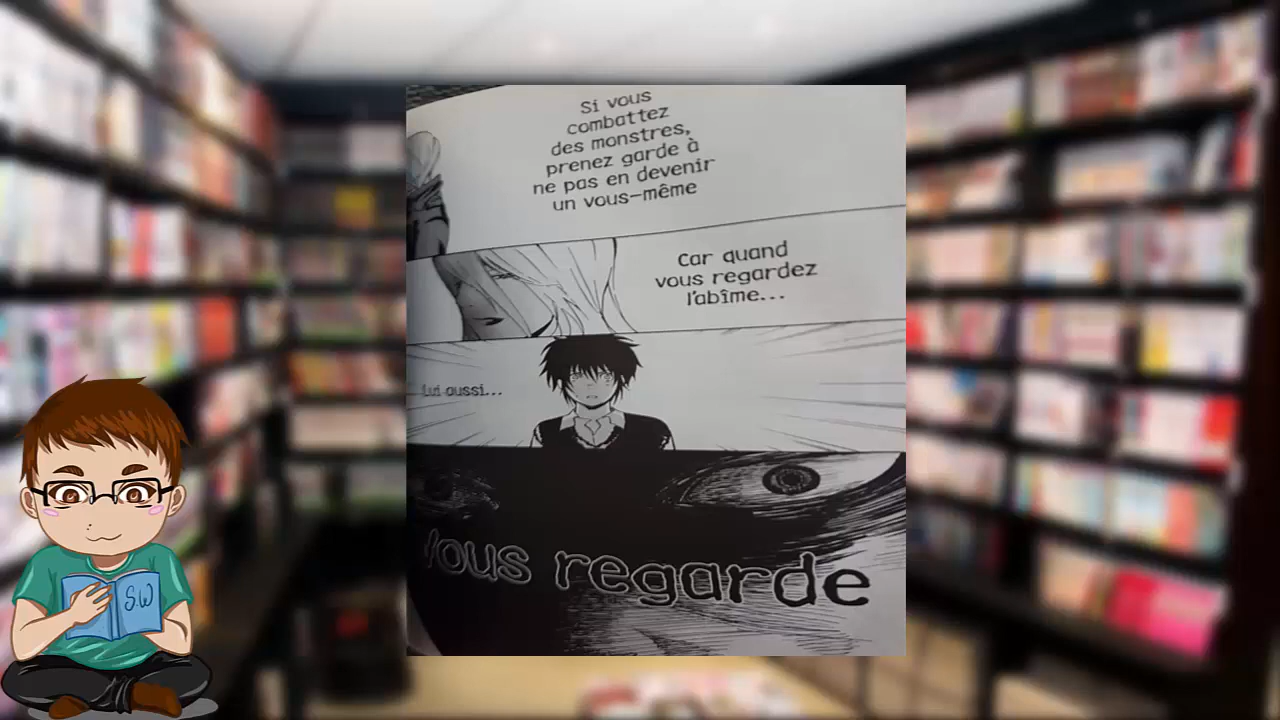 Si vous
combattez
des monstres,
prenez garde à
ne pas en devenir
un vous-même
Car quand
vous regardez
l'abîme...
Lui aussi...
vous regarde
S.W